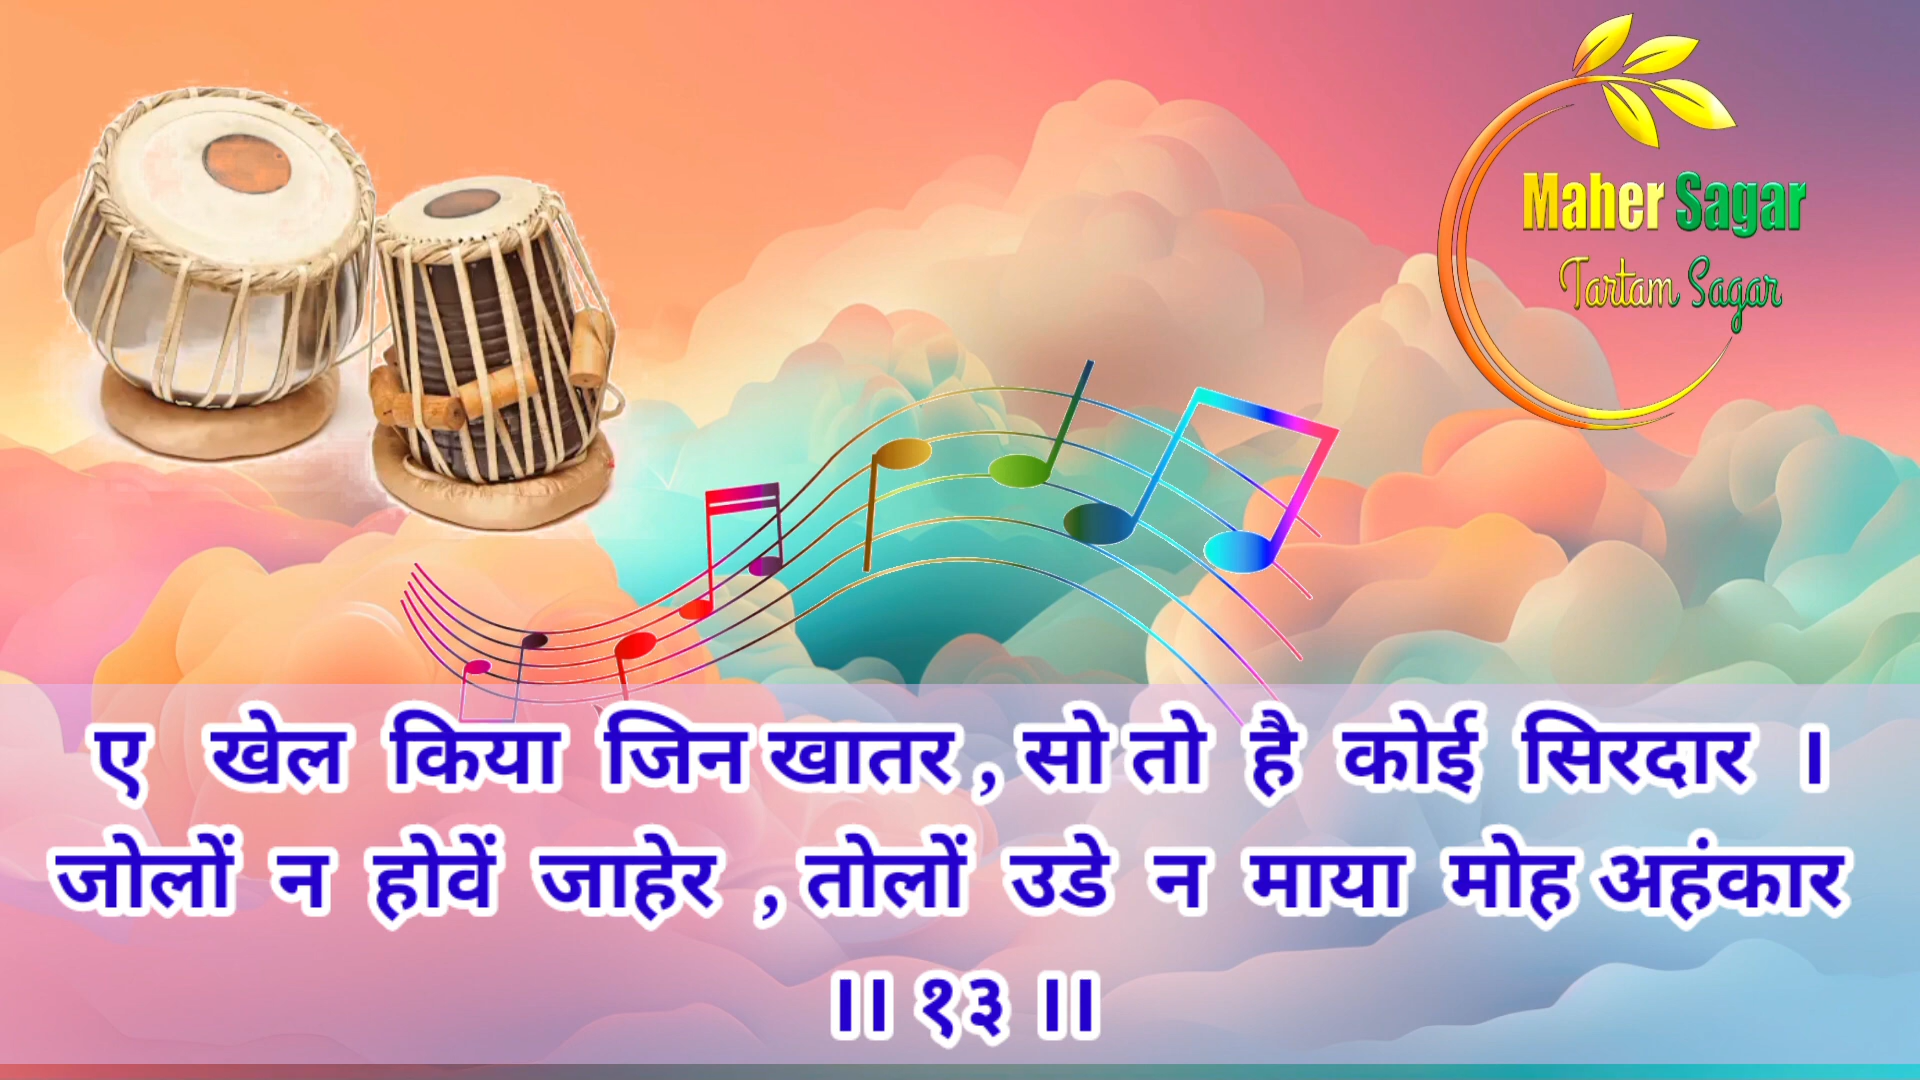 Maher Sagar
Tartam Sagar
ए खेल किया जिन खातर , सो तो है कोई सिरदार ।
जोलों न होवें जाहेर , तोलों उडे न माया मोह अहंकार
।। १३ ।।